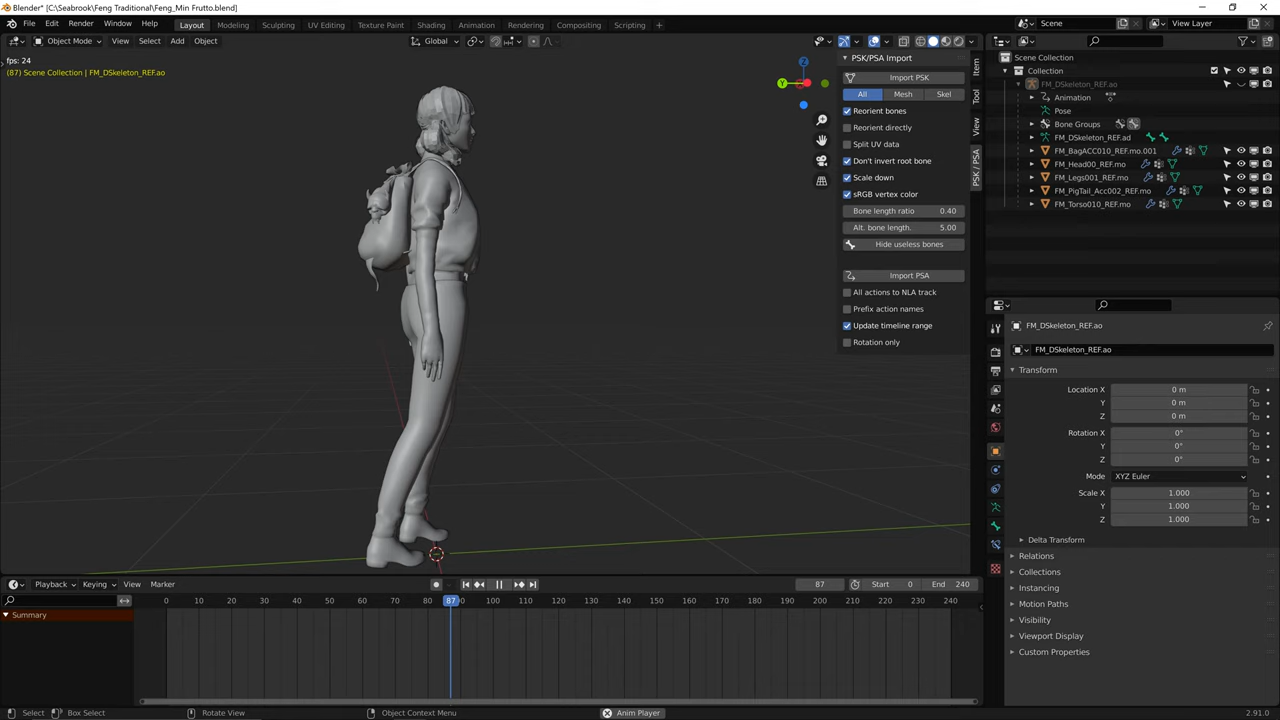 Blender* [C:\Seabrook\Feng Traditional\Feng_Min Frutto.blend]
File Edit Render Window Help Layout Modeling Sculpting UV Editing Texture Paint Shading Animation Rendering Compositing Scripting Scene View Layer
Object Mode View Select Add Object Global
fps: 24
(87) Scene Collection | FM_DSkeleton_REF.ao
Z
Y
PSK/PSA Import
Import PSK
All Mesh Skel
Reorient bones
Reorient directly
Split UV data
Don't invert root bone
Scale down
sRGB vertex color
Bone length ratio 0.40
Alt. bone length. 5.00
Hide useless bones
Import PSA
All actions to NLA track
Prefix action names
Update timeline range
Rotation only
Item
Tool
View
PSK / PSA
Scene Collection
Collection
FM_DSkeleton_REF.ao
Animation
Pose
Bone Groups
FM_DSkeleton_REF.ad
FM_BagACC010_REF.mo.001
FM_Head00_REF.mo
FM_Legs001_REF.mo
FM_PigTail_Acc002_REF.mo
FM_Torso010_REF.mo
FM_DSkeleton_REF.ao
FM_DSkeleton_REF.ao
Transform
Location X 0 m
Y 0 m
Z 0 m
Rotation X 0°
Y 0°
Z 0°
Mode XYZ Euler
Scale X 1.000
Y 1.000
Z 1.000
Delta Transform
Relations
Collections
Instancing
Motion Paths
Visibility
Viewport Display
Custom Properties
Playback Keying View Marker 87 Start 0 End 240
0 10 20 30 40 50 60 70 80 87 90 100 110 120 130 140 150 160 170 180 190 200 210 220 230 240
Summary
Select Box Select Rotate View Object Context Menu Anim Player 2.91.0